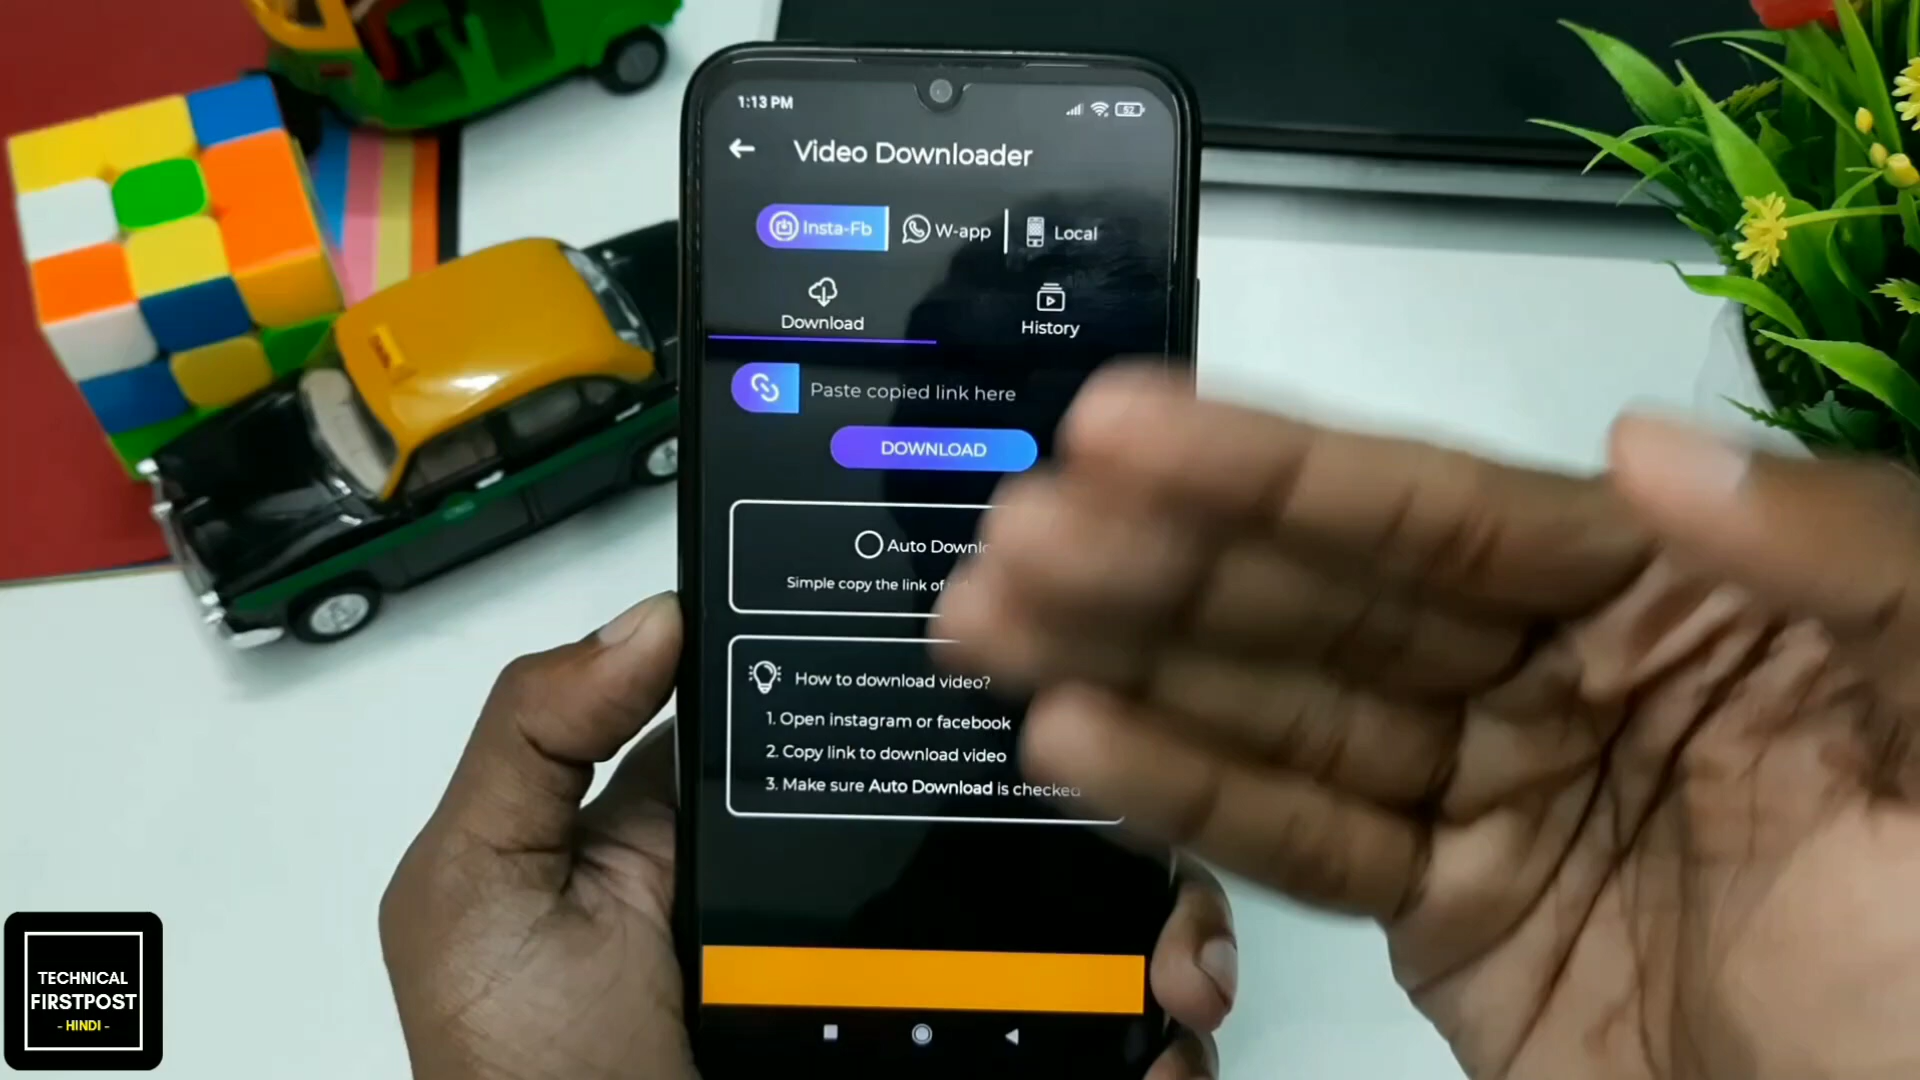 1:13 PM
52
Video Downloader
Insta-Fb
W-app
Local
Download
History
Paste copied link here
DOWNLOAD
Auto
Simple copy the link of
How to download video?
1. Open instagram or facebook
2. Copy link to download video
3. Make sure Auto Download is checked
TECHNICAL
FIRSTPOST
- HINDI -